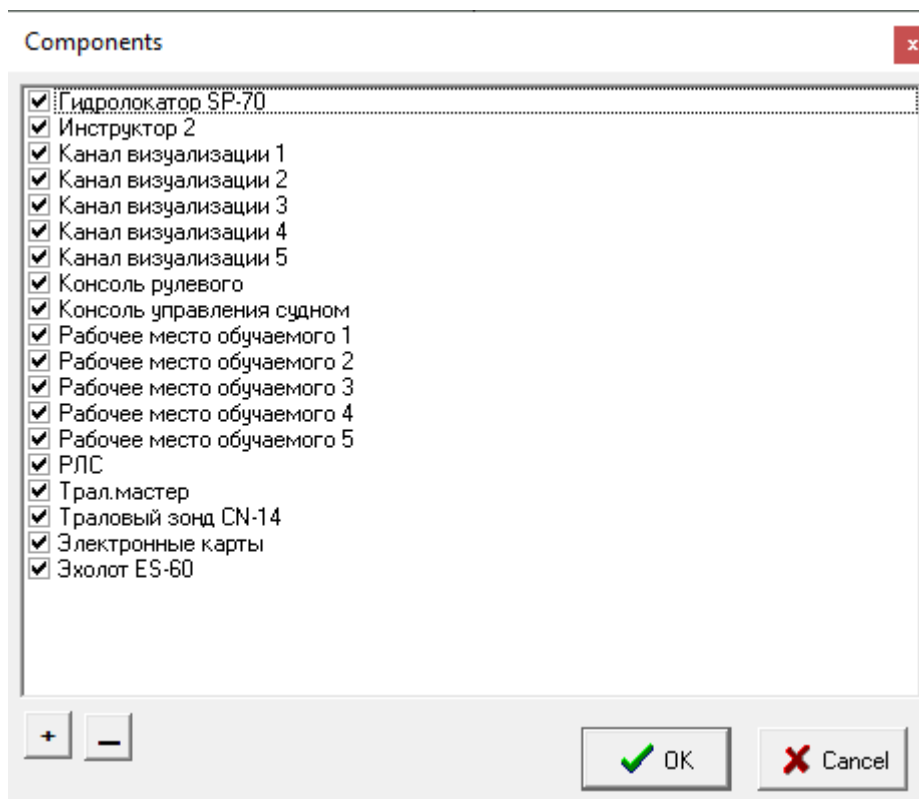 Components
x
Гидролокатор SP-70
Инструктор 2
Канал визуализации 1
Канал визуализации 2
Канал визуализации 3
Канал визуализации 4
Канал визуализации 5
Консоль рулевого
Консоль управления судном
Рабочее место обучаемого 1
Рабочее место обучаемого 2
Рабочее место обучаемого 3
Рабочее место обучаемого 4
Рабочее место обучаемого 5
РЛС
Трал.мастер
Траловый зонд CN-14
Электронные карты
Эхолот ES-60
+ −
OK Cancel